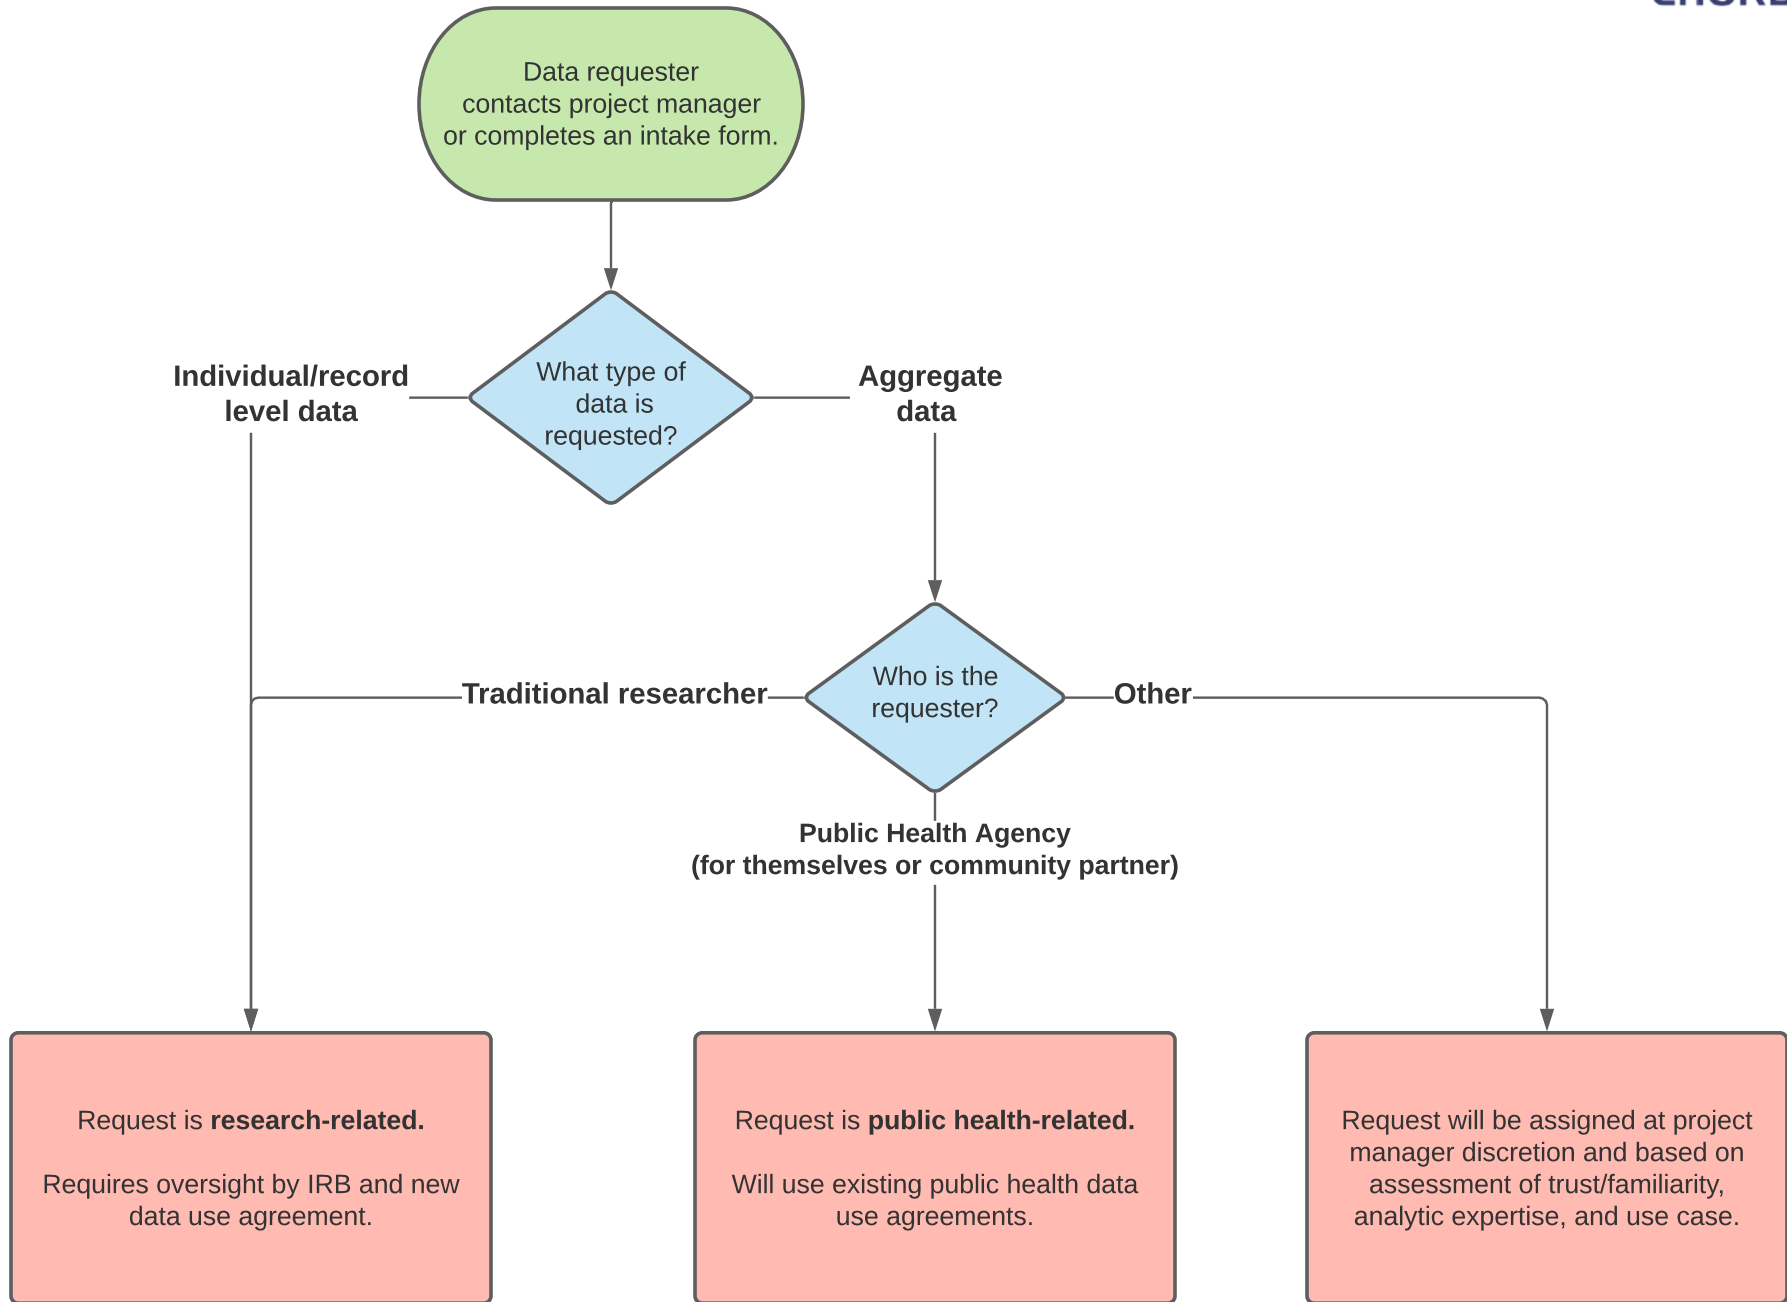 Data requester
contacts project manager
or completes an intake form.
What type of
data is
requested?
Individual/record
level data
Aggregate
data
Who is the
requester?
Traditional researcher
Other
Public Health Agency
(for themselves or community partner)
Request is research-related.
Requires oversight by IRB and new
data use agreement.
Request is public health-related.
Will use existing public health data
use agreements.
Request will be assigned at project
manager discretion and based on
assessment of trust/familiarity,
analytic expertise, and use case.